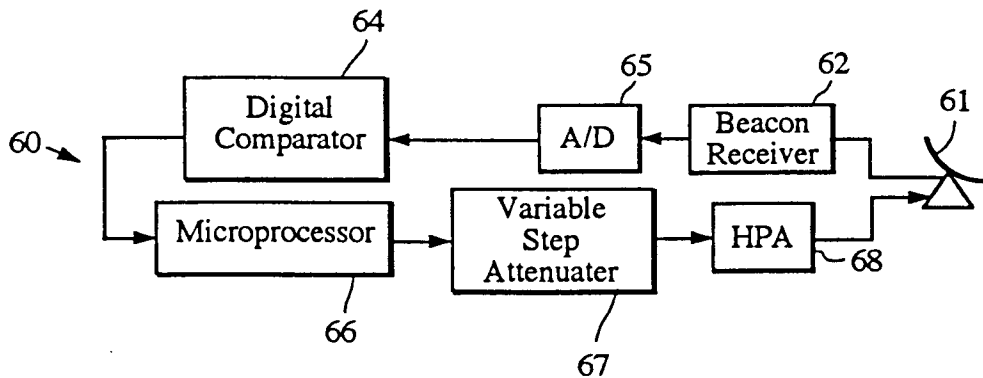 64
65
62
61
60
Digital
Comparator
A/D
Beacon
Receiver
Microprocessor
Variable
Step
Attenuater
HPA
68
66
67